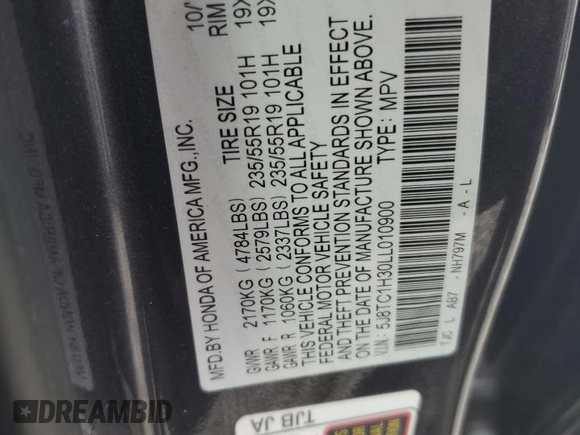 MFD.BY HONDA OF AMERICA MFG.,INC. 10/
TIRE SIZE RIM
GVWR 2170KG (4784LBS)
GAWR F 1170KG (2579LBS) 235/55R19 101H 19X
GAWR R 1060KG (2337LBS) 235/55R19 101H 19X
THIS VEHICLE CONFORMS TO ALL APPLICABLE
FEDERAL MOTOR VEHICLE SAFETY
AND THEFT PREVENTION STANDARDS IN EFFECT
ON THE DATE OF MANUFACTURE SHOWN ABOVE.
V.I.N: 5J8TC1H30LL010900 TYPE: MPV
TJC L AB7 NH797M - A - L
TJB JA
DREAMBID